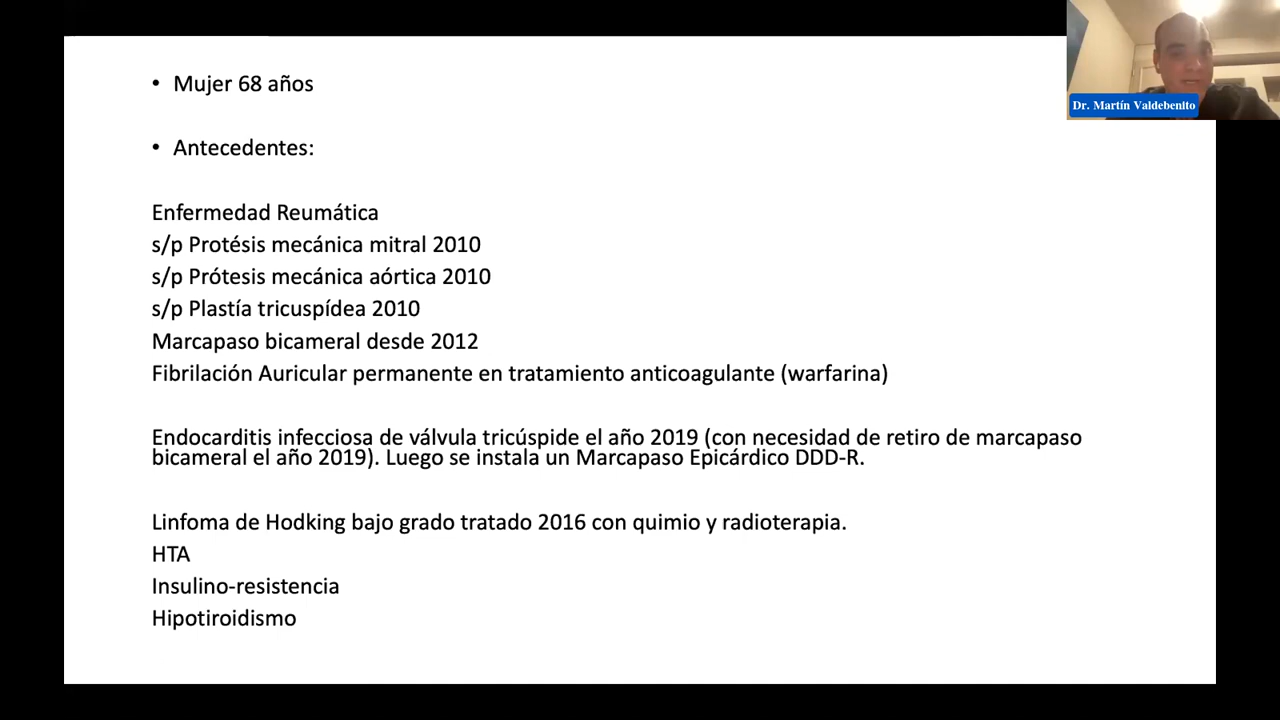 • Mujer 68 años
Dr. Martín Valdebenito
• Antecedentes:
Enfermedad Reumática
s/p Protésis mecánica mitral 2010
s/p Prótesis mecánica aórtica 2010
s/p Plastía tricuspídea 2010
Marcapaso bicameral desde 2012
Fibrilación Auricular permanente en tratamiento anticoagulante (warfarina)
Endocarditis infecciosa de válvula tricúspide el año 2019 (con necesidad de retiro de marcapaso
bicameral el año 2019). Luego se instala un Marcapaso Epicárdico DDD-R.
Linfoma de Hodking bajo grado tratado 2016 con quimio y radioterapia.
HTA
Insulino-resistencia
Hipotiroidismo